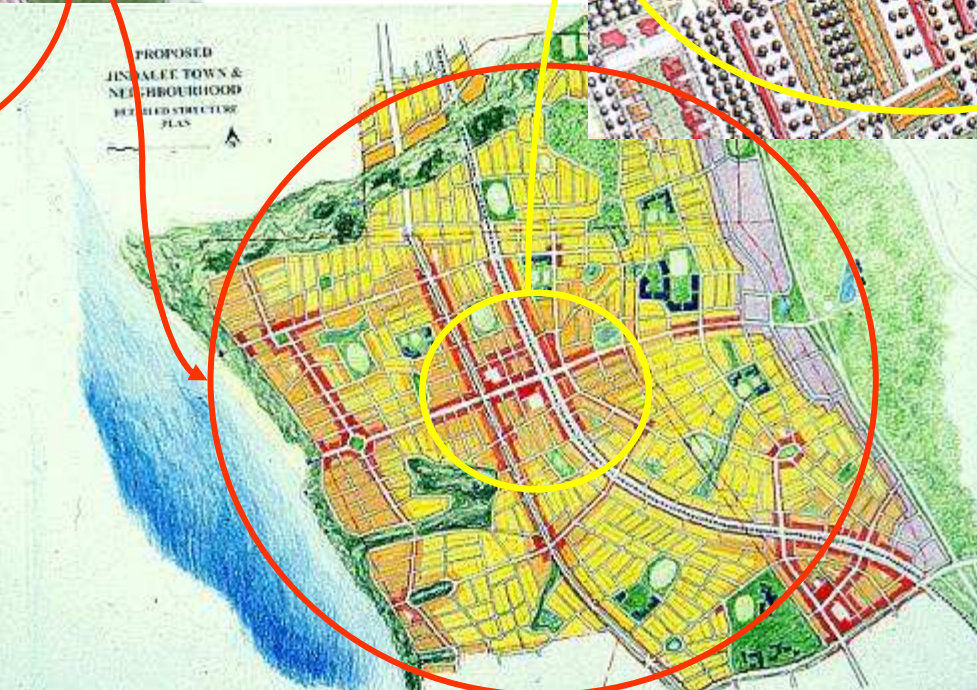 PROPOSED
JINDALEE TOWN &
NEIGHBOURHOOD
DETAILED STRUCTURE
PLAN